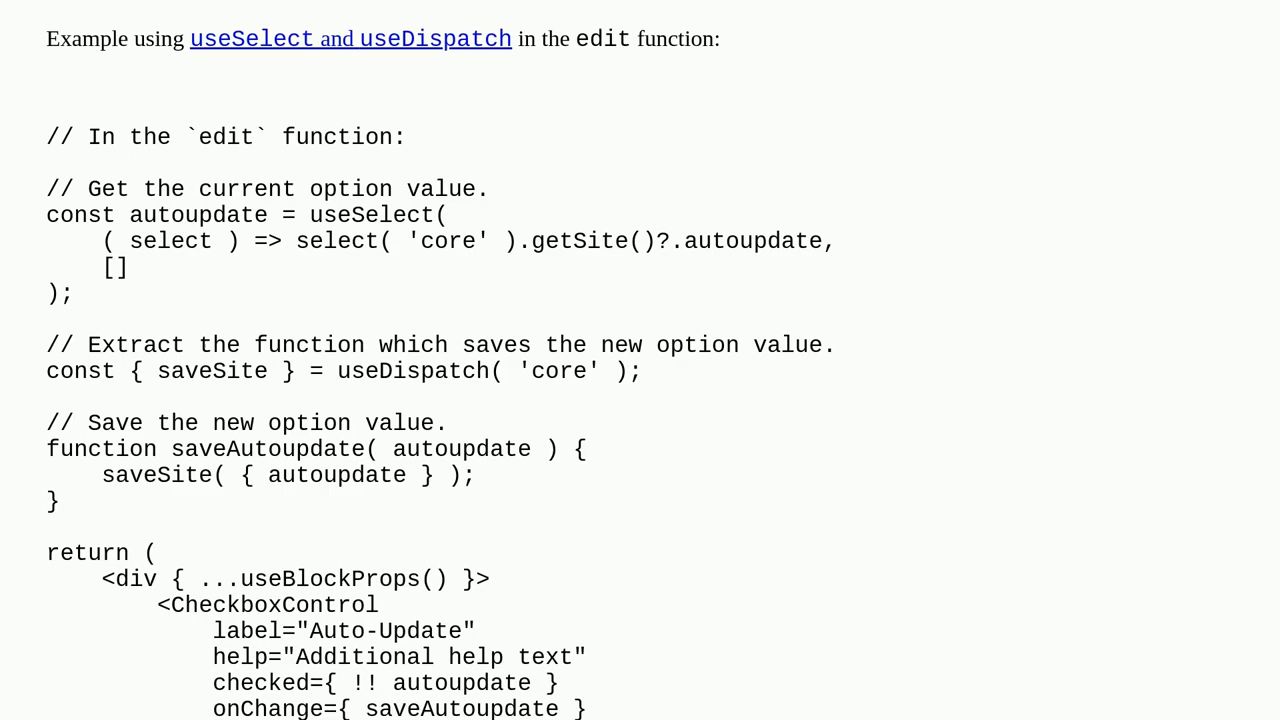 Example using useSelect and useDispatch in the edit function:
// In the `edit` function:
// Get the current option value.
const autoupdate = useSelect(
    ( select ) => select( 'core' ).getSite()?.autoupdate,
    []
);
// Extract the function which saves the new option value.
const { saveSite } = useDispatch( 'core' );
// Save the new option value.
function saveAutoupdate( autoupdate ) {
    saveSite( { autoupdate } );
}
return (
    <div { ...useBlockProps() }>
        <CheckboxControl
            label="Auto-Update"
            help="Additional help text"
            checked={ !! autoupdate }
            onChange={ saveAutoupdate }